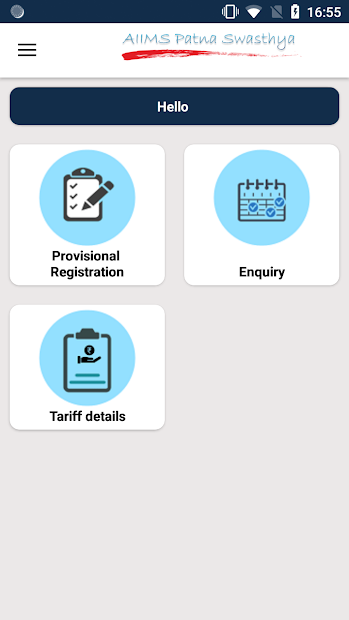 16:55
AIIMS Patna Swasthya
Hello
Provisional
Registration
Enquiry
Tariff details